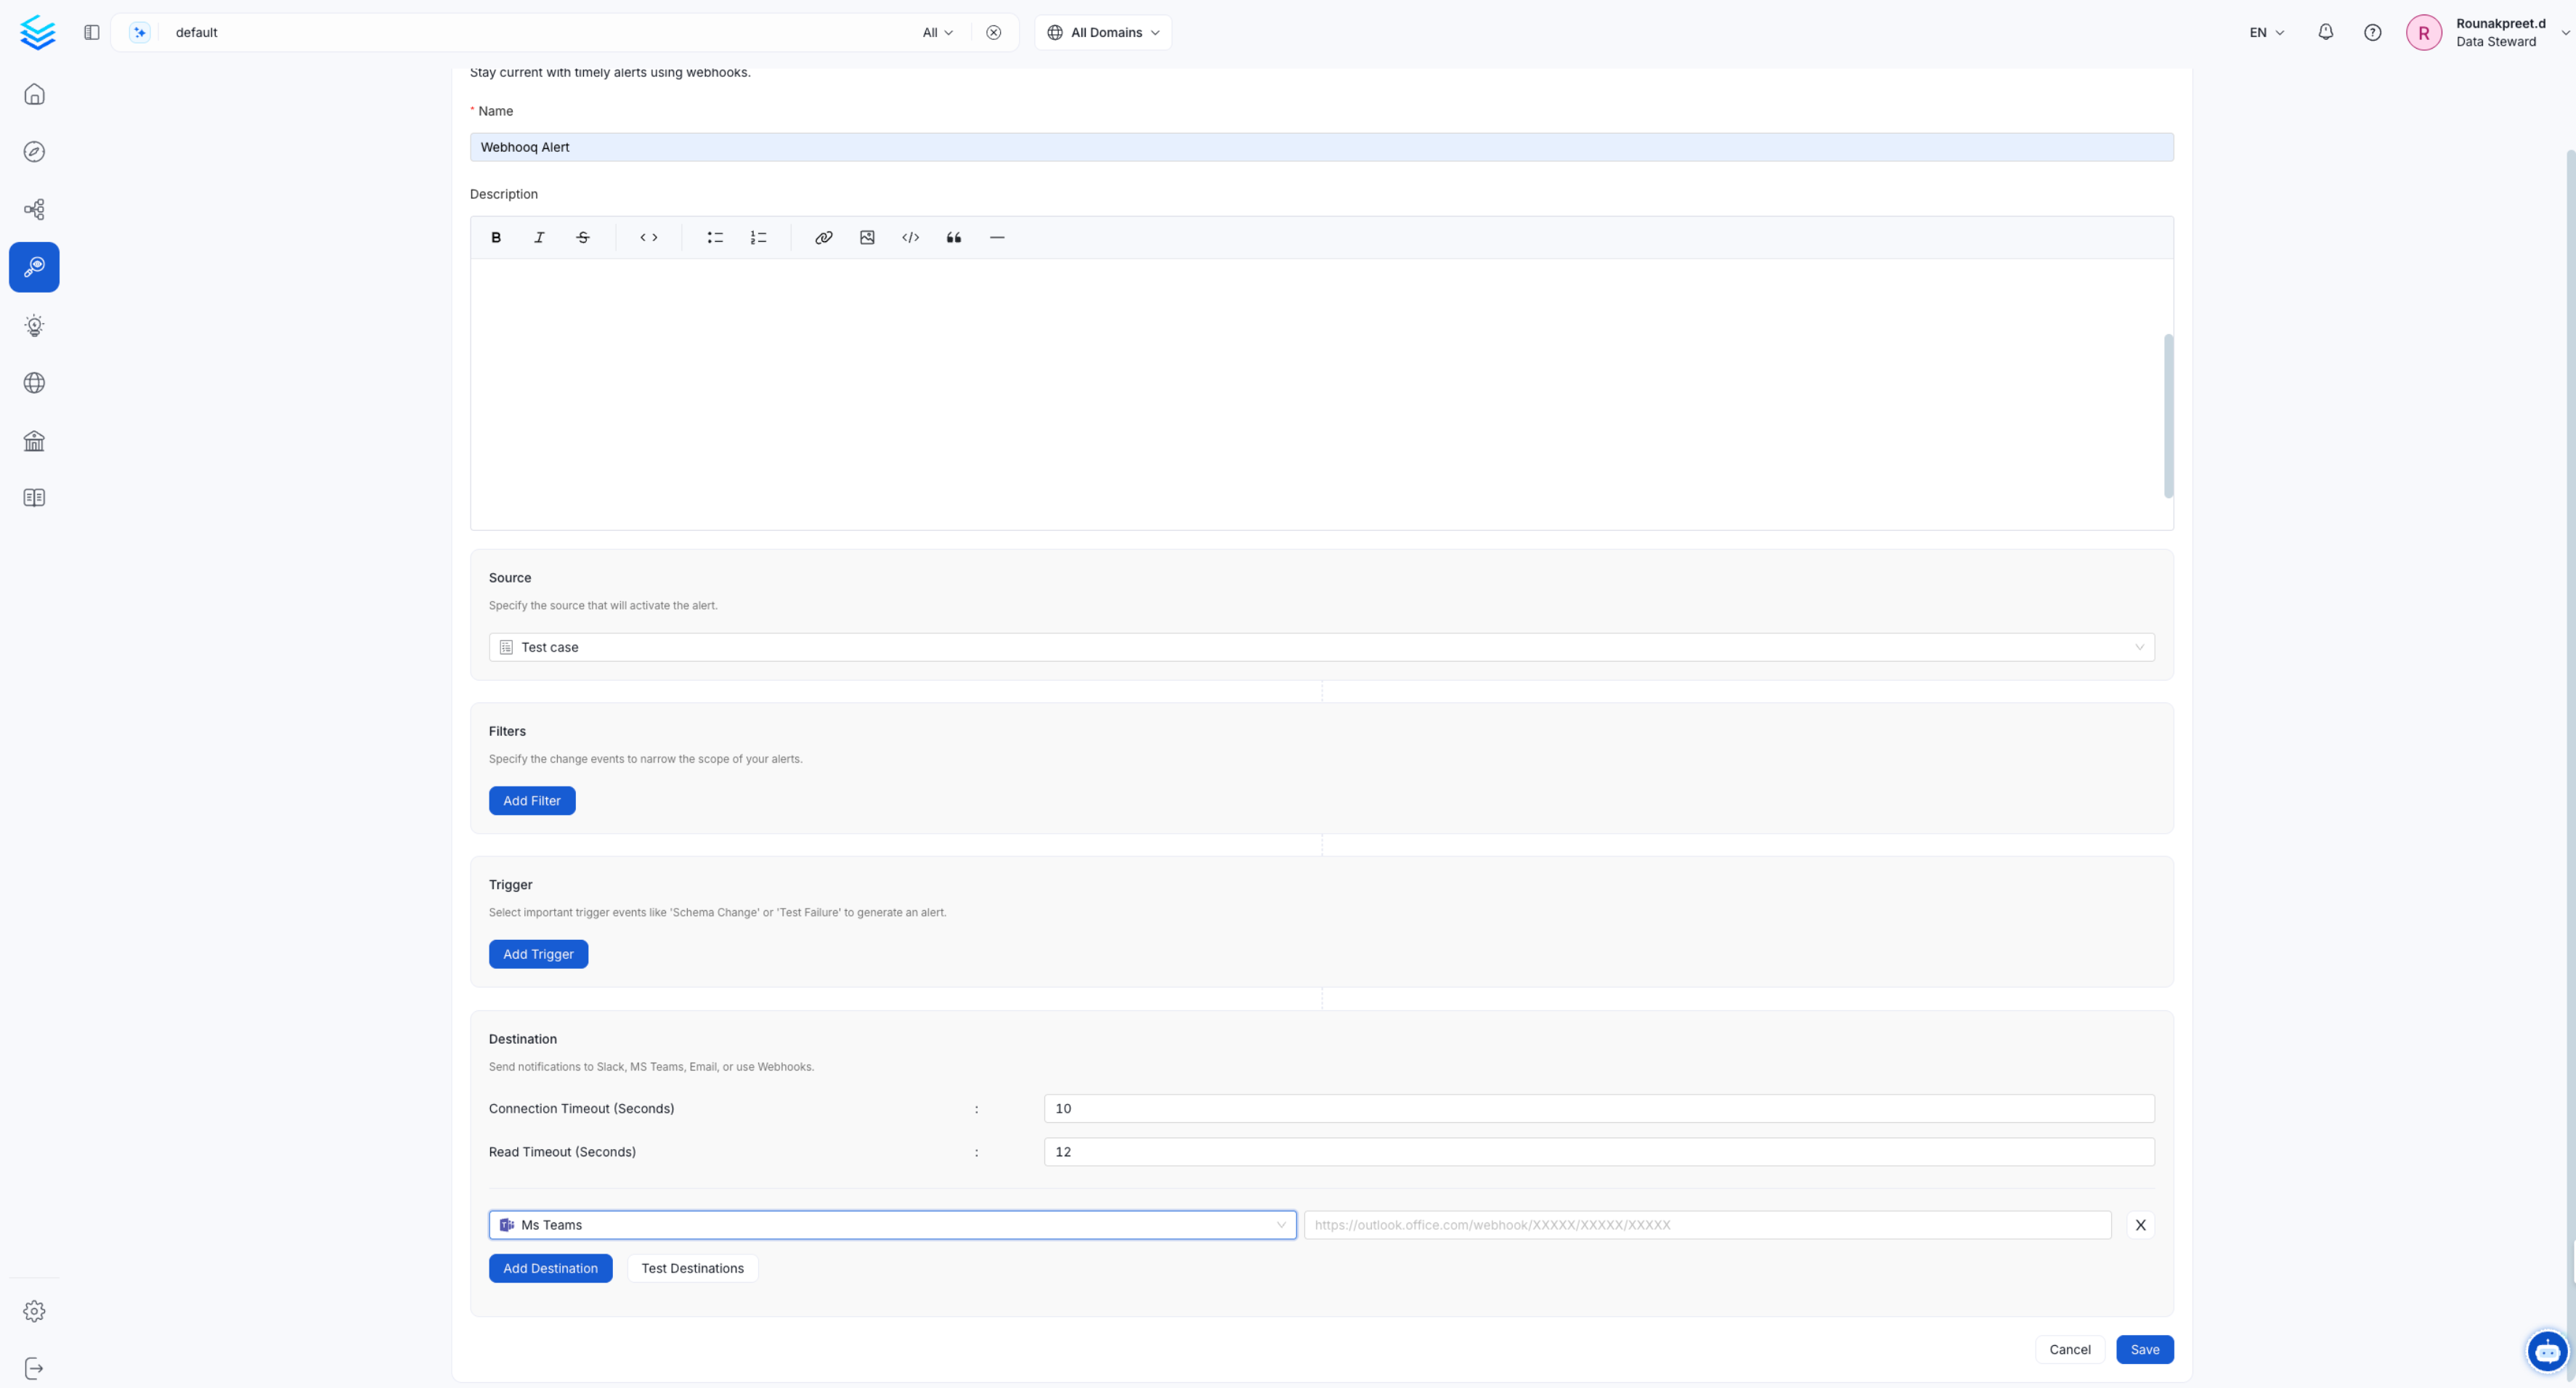 default
All
All Domains
EN
R
Rounakpreet.d
Data Steward
Stay current with timely alerts using webhooks.
* Name
Webhooq Alert
Description
Source
Specify the source that will activate the alert.
Test case
Filters
Specify the change events to narrow the scope of your alerts.
Add Filter
Trigger
Select important trigger events like 'Schema Change' or 'Test Failure' to generate an alert.
Add Trigger
Destination
Send notifications to Slack, MS Teams, Email, or use Webhooks.
Connection Timeout (Seconds) : 10
Read Timeout (Seconds) : 12
Ms Teams
https://outlook.office.com/webhook/XXXXX/XXXXX/XXXXX
X
Add Destination
Test Destinations
Cancel
Save